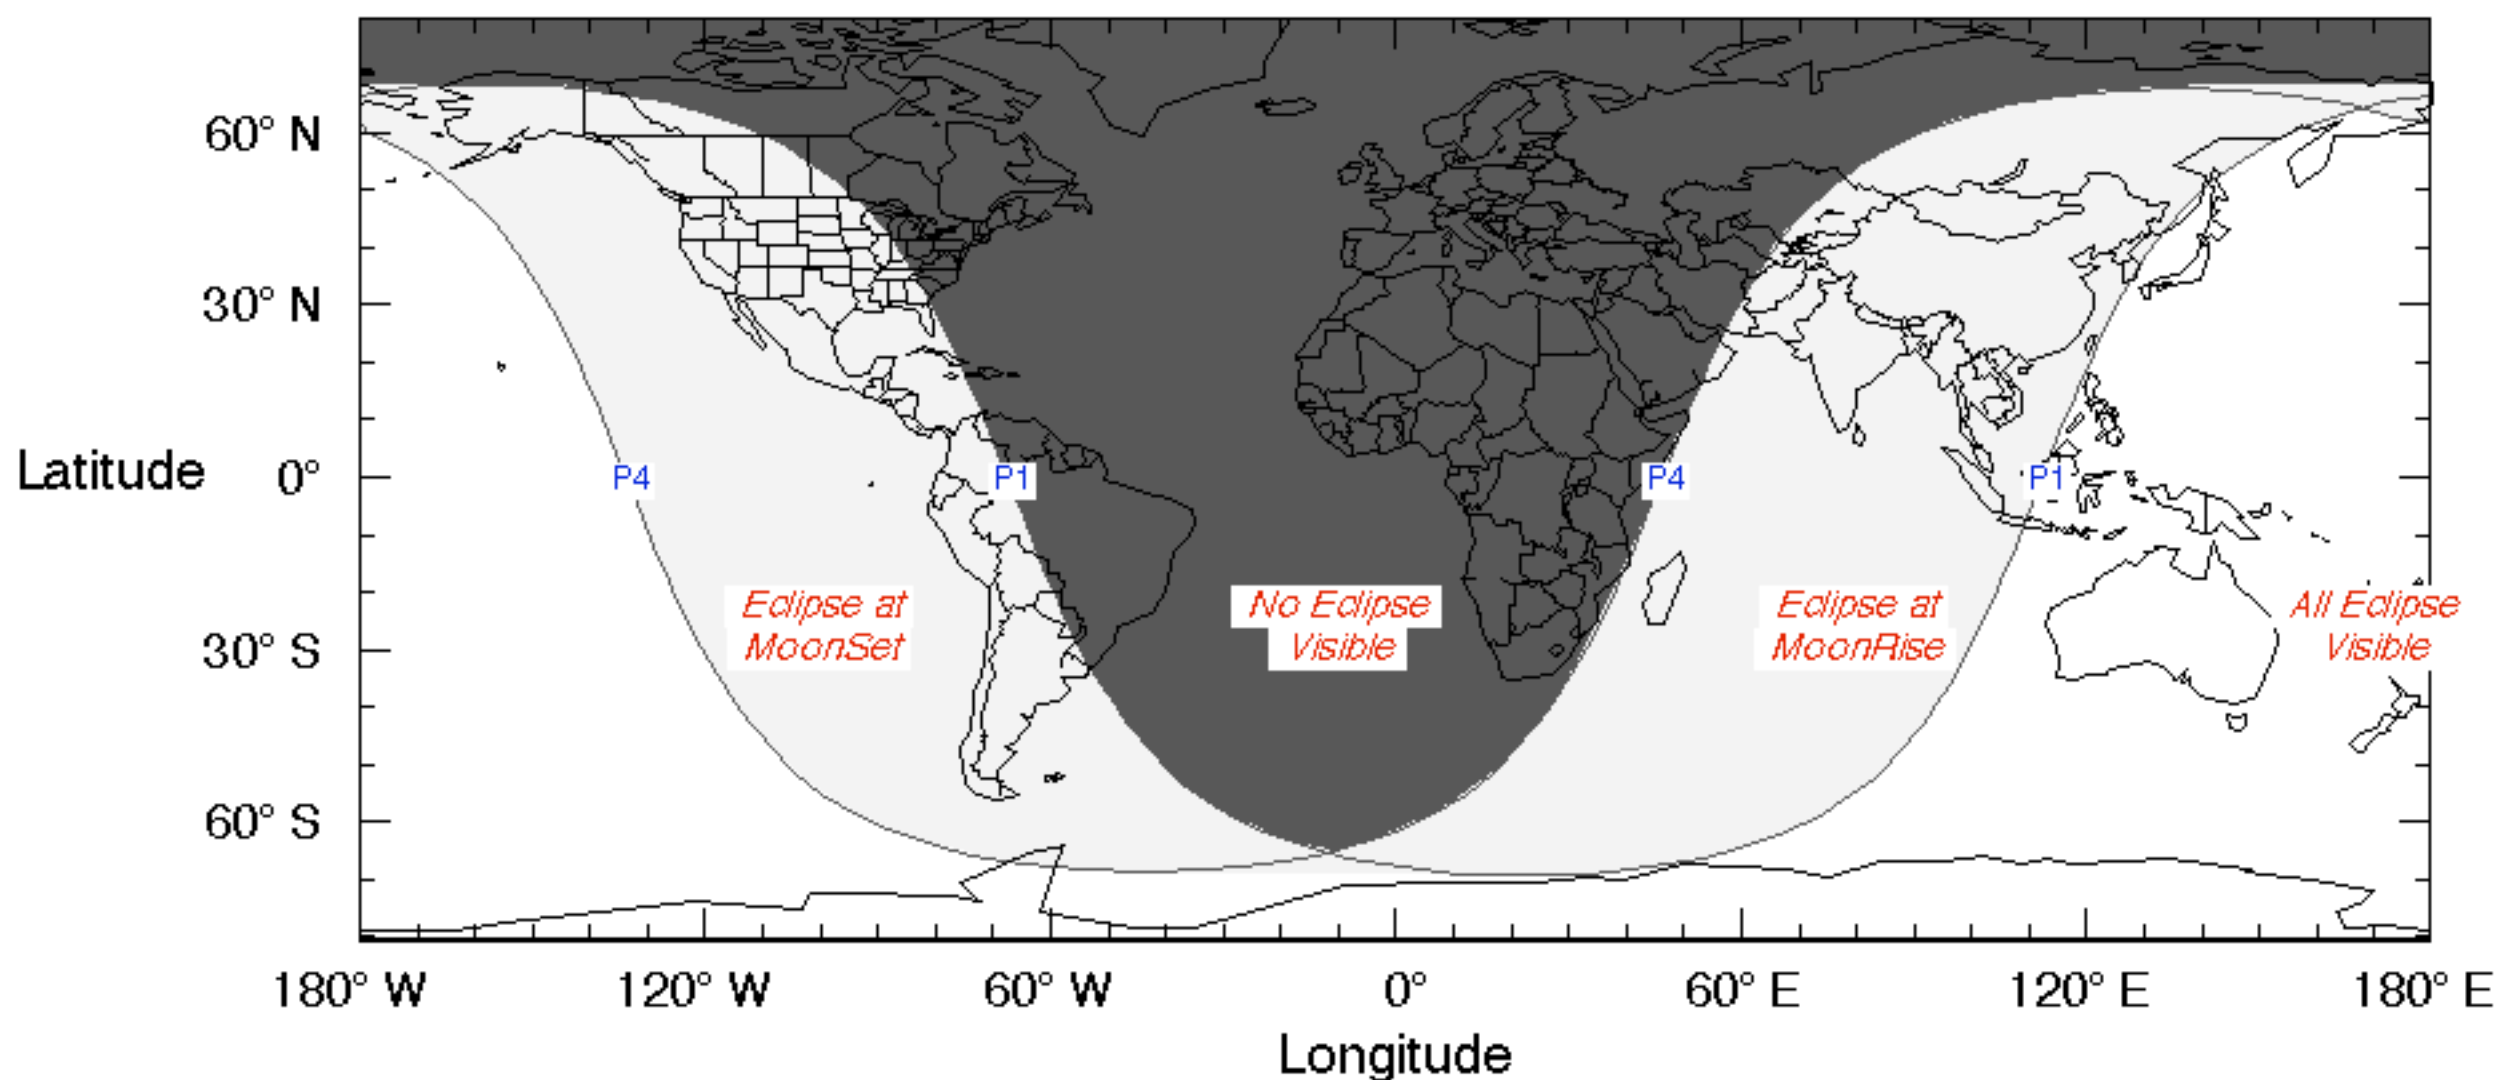 60° N
30° N
Latitude 0°
P4 P1 P4 P1
Eclipse at No Eclipse Eclipse at All Eclipse
MoonSet Visible MoonRise Visible
30° S
60° S
180° W 120° W 60° W 0° 60° E 120° E 180° E
Longitude